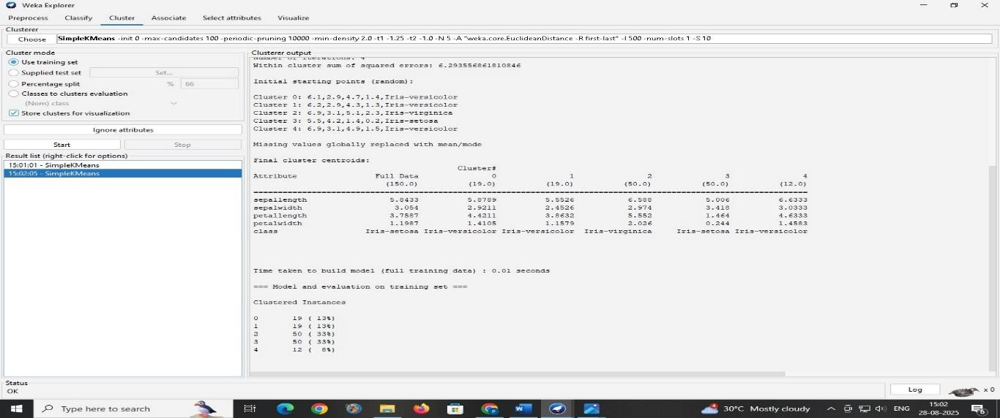 Weka Explorer
Preprocess Classify Cluster Associate Select attributes Visualize
Clusterer
Choose SimpleKMeans -init 0 -max-candidates 100 -periodic-pruning 10000 -min-density 2.0 -t1 -1.25 -t2 -1.0 -N 5 -A "weka.core.EuclideanDistance -R first-last" -I 500 -num-slots 1 -S 10
Cluster mode
Use training set
Supplied test set Set...
Percentage split % 66
Classes to clusters evaluation
(Nom) class
Store clusters for visualization
Ignore attributes
Start Stop
Result list (right-click for options)
15:01:01 - SimpleKMeans
15:02:05 - SimpleKMeans
Clusterer output
Number of iterations: 4
Within cluster sum of squared errors: 6.293556861810846
Initial starting points (random):
Cluster 0: 6.1,2.9,4.7,1.4,Iris-versicolor
Cluster 1: 6.2,2.9,4.3,1.3,Iris-versicolor
Cluster 2: 6.9,3.1,5.1,2.3,Iris-virginica
Cluster 3: 5.5,4.2,1.4,0.2,Iris-setosa
Cluster 4: 6.9,3.1,4.9,1.5,Iris-versicolor
Missing values globally replaced with mean/mode
Final cluster centroids:
Cluster#
Attribute Full Data 0 1 2 3 4
(150.0) (19.0) (19.0) (50.0) (50.0) (12.0)
sepallength 5.8433 5.8789 5.5526 6.588 5.006 6.6333
sepalwidth 3.054 2.9211 2.4526 2.974 3.418 3.0333
petallength 3.7587 4.4211 3.8632 5.552 1.464 4.6333
petalwidth 1.1987 1.4105 1.1579 2.026 0.244 1.4583
class Iris-setosa Iris-versicolor Iris-versicolor Iris-virginica Iris-setosa Iris-versicolor
Time taken to build model (full training data) : 0.01 seconds
=== Model and evaluation on training set ===
Clustered Instances
0 19 ( 13%)
1 19 ( 13%)
2 50 ( 33%)
3 50 ( 33%)
4 12 ( 8%)
Status
OK
Log x 0
Type here to search
30°C Mostly cloudy
ENG
15:02
28-08-2025